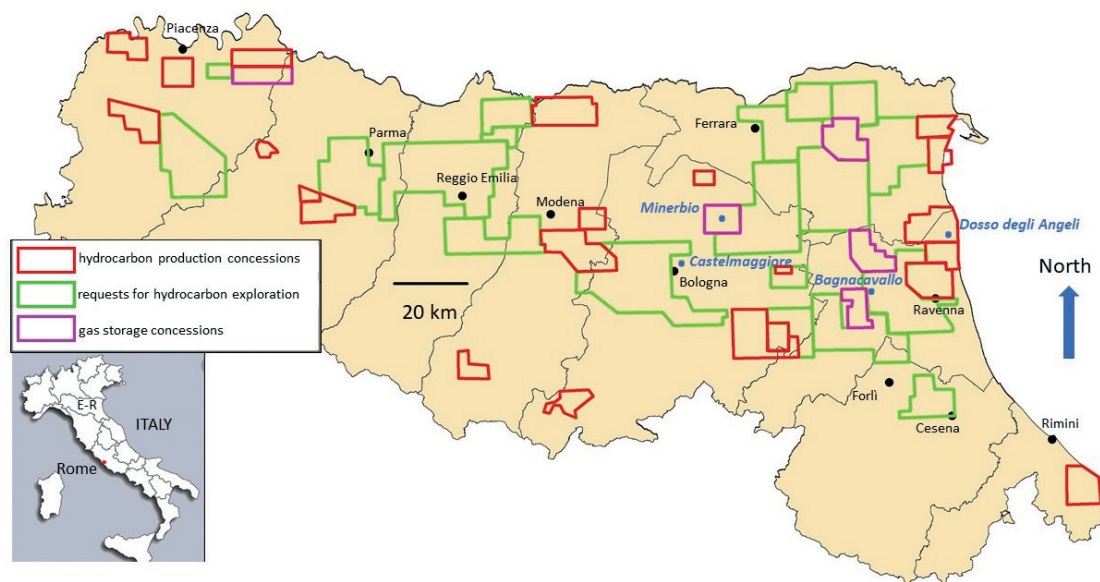 Piacenza
Parma
Ferrara
Reggio Emilia
Modena
Minerbio
Dosso degli Angeli
hydrocarbon production concessions
requests for hydrocarbon exploration
gas storage concessions
Castelmaggiore
Bologna
Bagnacavallo
North
20 km
Ravenna
E-R
ITALY
Forlì
Cesena
Rimini
Rome